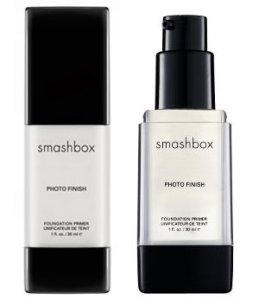 smashbox
PHOTO FINISH
FOUNDATION PRIMER
UNIFICATEUR DE TEINT
1 fl. oz. / 30 ml ℮
smashbox
PHOTO FINISH
FOUNDATION PRIMER
UNIFICATEUR DE TEINT
1 fl. oz. / 30 ml ℮